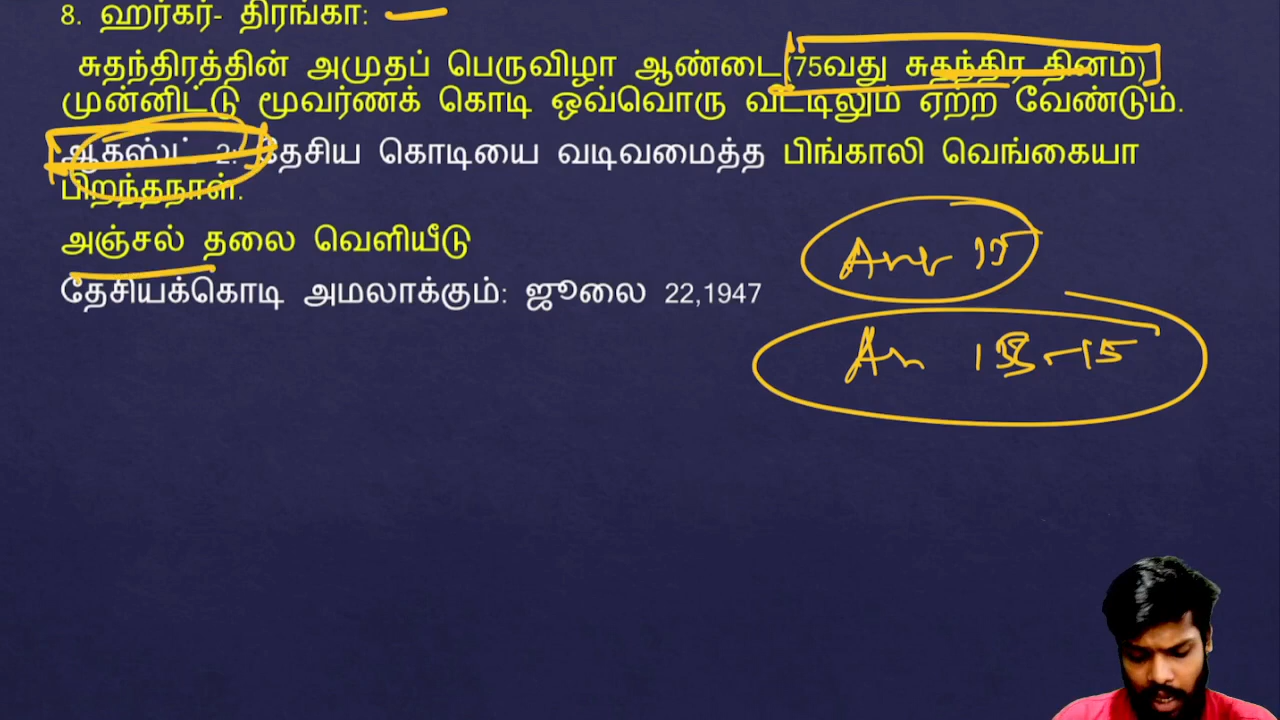 8. ஹர்கர்- திரங்கா:
சுதந்திரத்தின் அமுதப் பெருவிழா ஆண்டை (75வது சுதந்திர தினம்)
முன்னிட்டு மூவர்ணக் கொடி ஒவ்வொரு வீட்டிலும் ஏற்ற வேண்டும்.
ஆகஸ்ட் 2: தேசிய கொடியை வடிவமைத்த பிங்காலி வெங்கையா
பிறந்தநாள்.
அஞ்சல் தலை வெளியீடு
தேசியக்கொடி அமலாக்கும்: ஜூலை 22,1947
15
-15